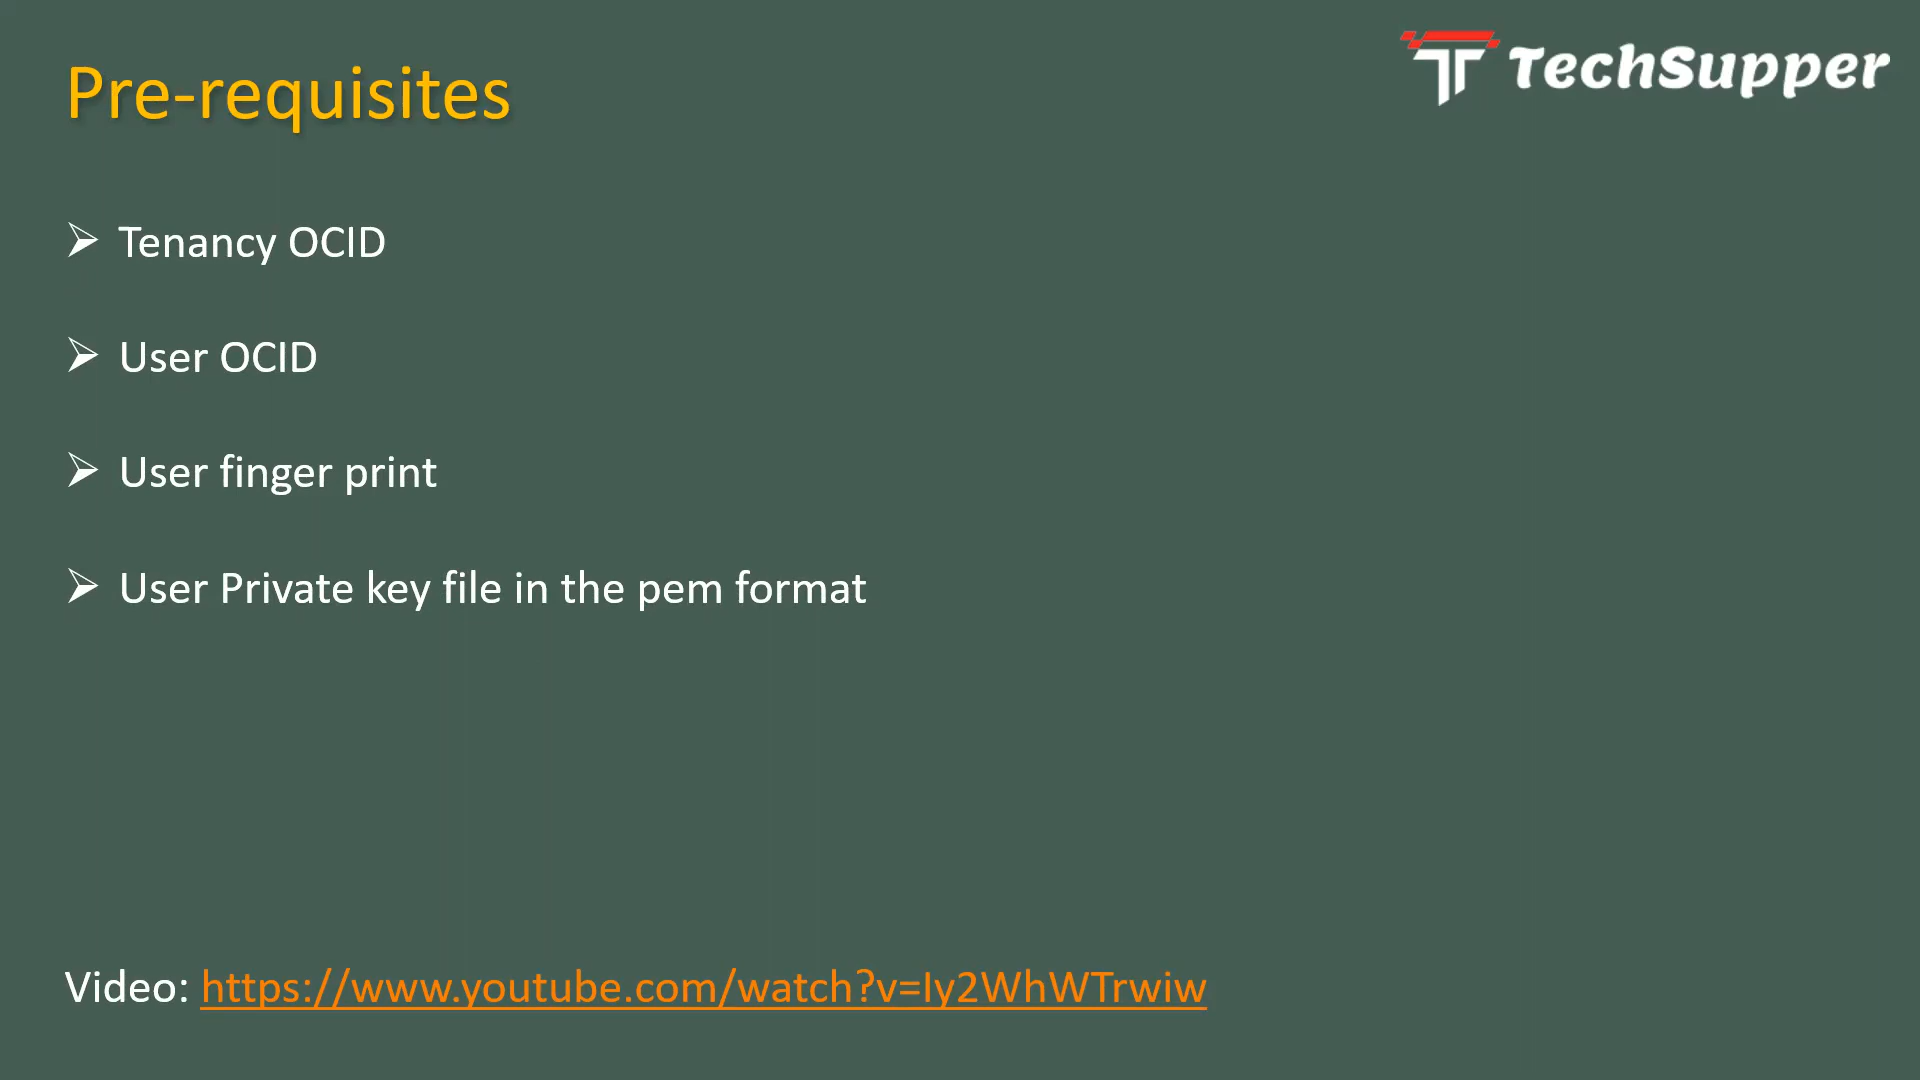 Pre-requisites
TechSupper
➢ Tenancy OCID
➢ User OCID
➢ User finger print
➢ User Private key file in the pem format
Video: https://www.youtube.com/watch?v=Iy2WhWTrwiw